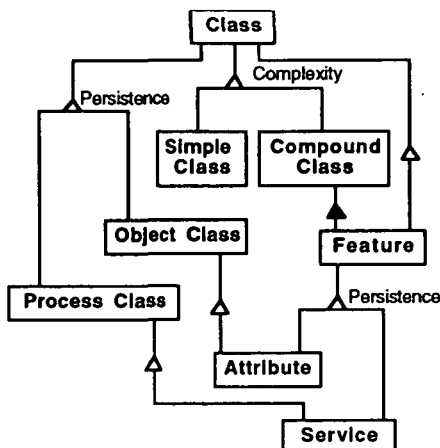 Class
Complexity
Persistence
Simple
Class
Compound
Class
Object Class
Feature
Process Class
Persistence
Attribute
Service